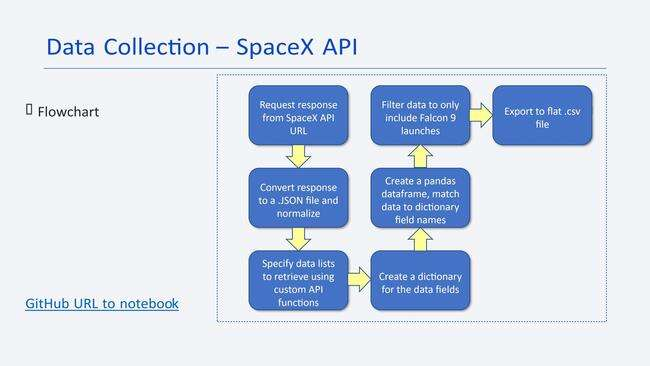 Data Collection – SpaceX API
Flowchart
Request response
from SpaceX API
URL
Convert response
to a .JSON file and
normalize
Specify data lists
to retrieve using
custom API
functions
Create a dictionary
for the data fields
Create a pandas
dataframe, match
data to dictionary
field names
Filter data to only
include Falcon 9
launches
Export to flat .csv
file
GitHub URL to notebook